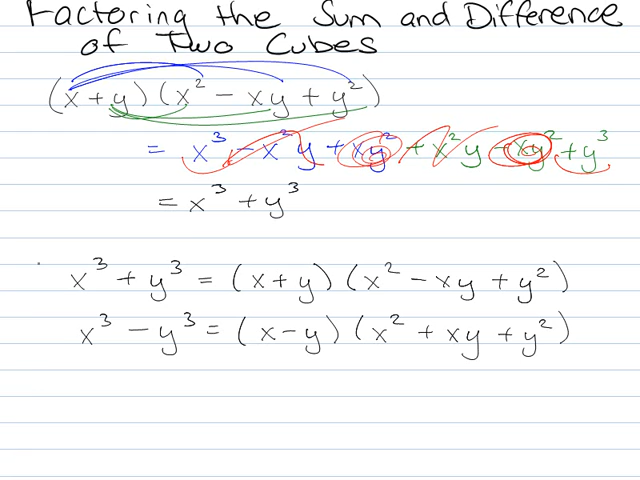 Factoring the Sum and Difference
of Two Cubes
(x + y) (x² - xy + y²)
= x³ - x²y + xy² + x²y - xy² + y³
= x³ + y³
x³ + y³ = (x + y) (x² - xy + y²)
x³ - y³ = (x - y) (x² + xy + y²)